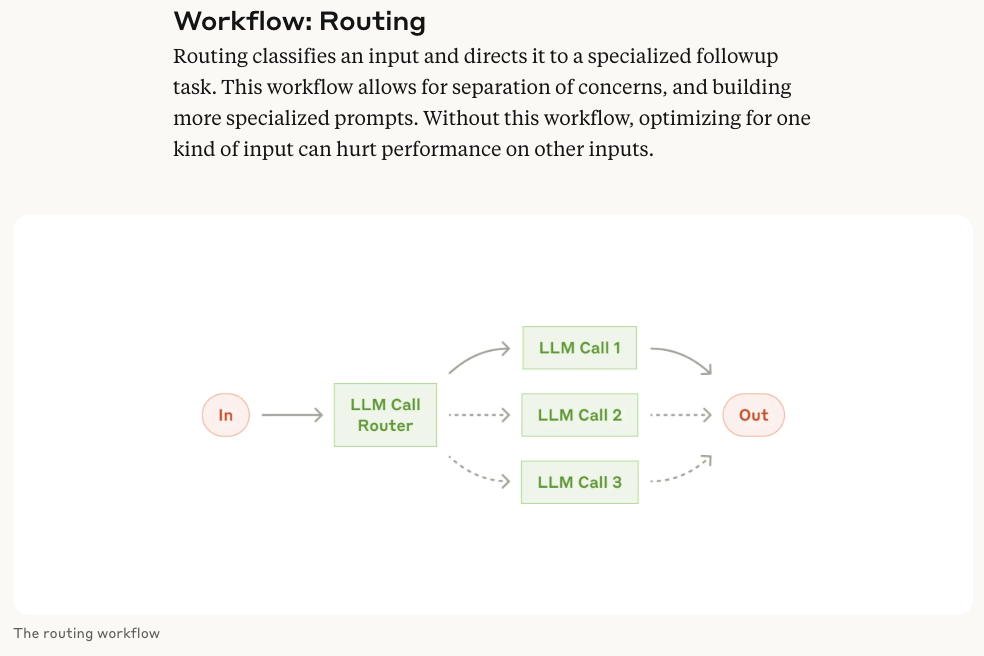 Workflow: Routing
Routing classifies an input and directs it to a specialized followup
task. This workflow allows for separation of concerns, and building
more specialized prompts. Without this workflow, optimizing for one
kind of input can hurt performance on other inputs.
In
LLM Call
Router
LLM Call 1
LLM Call 2
LLM Call 3
Out
The routing workflow